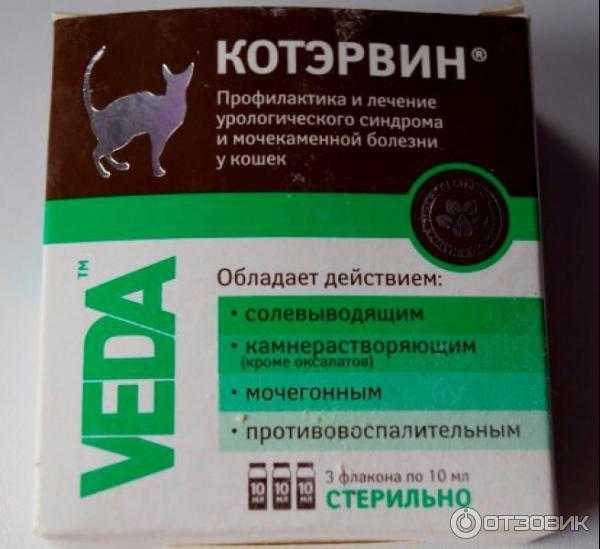 КОТЭРВИН®
Профилактика и лечение
урологического синдрома
и мочекаменной болезни
у кошек
VEDA™
Обладает действием:
• солевыводящим
• камнерастворяющим
(кроме оксалатов)
• мочегонным
• противовоспалительным
10 мл 10 мл 10 мл
3 флакона по 10 мл
СТЕРИЛЬНО
ОТЗОВИК